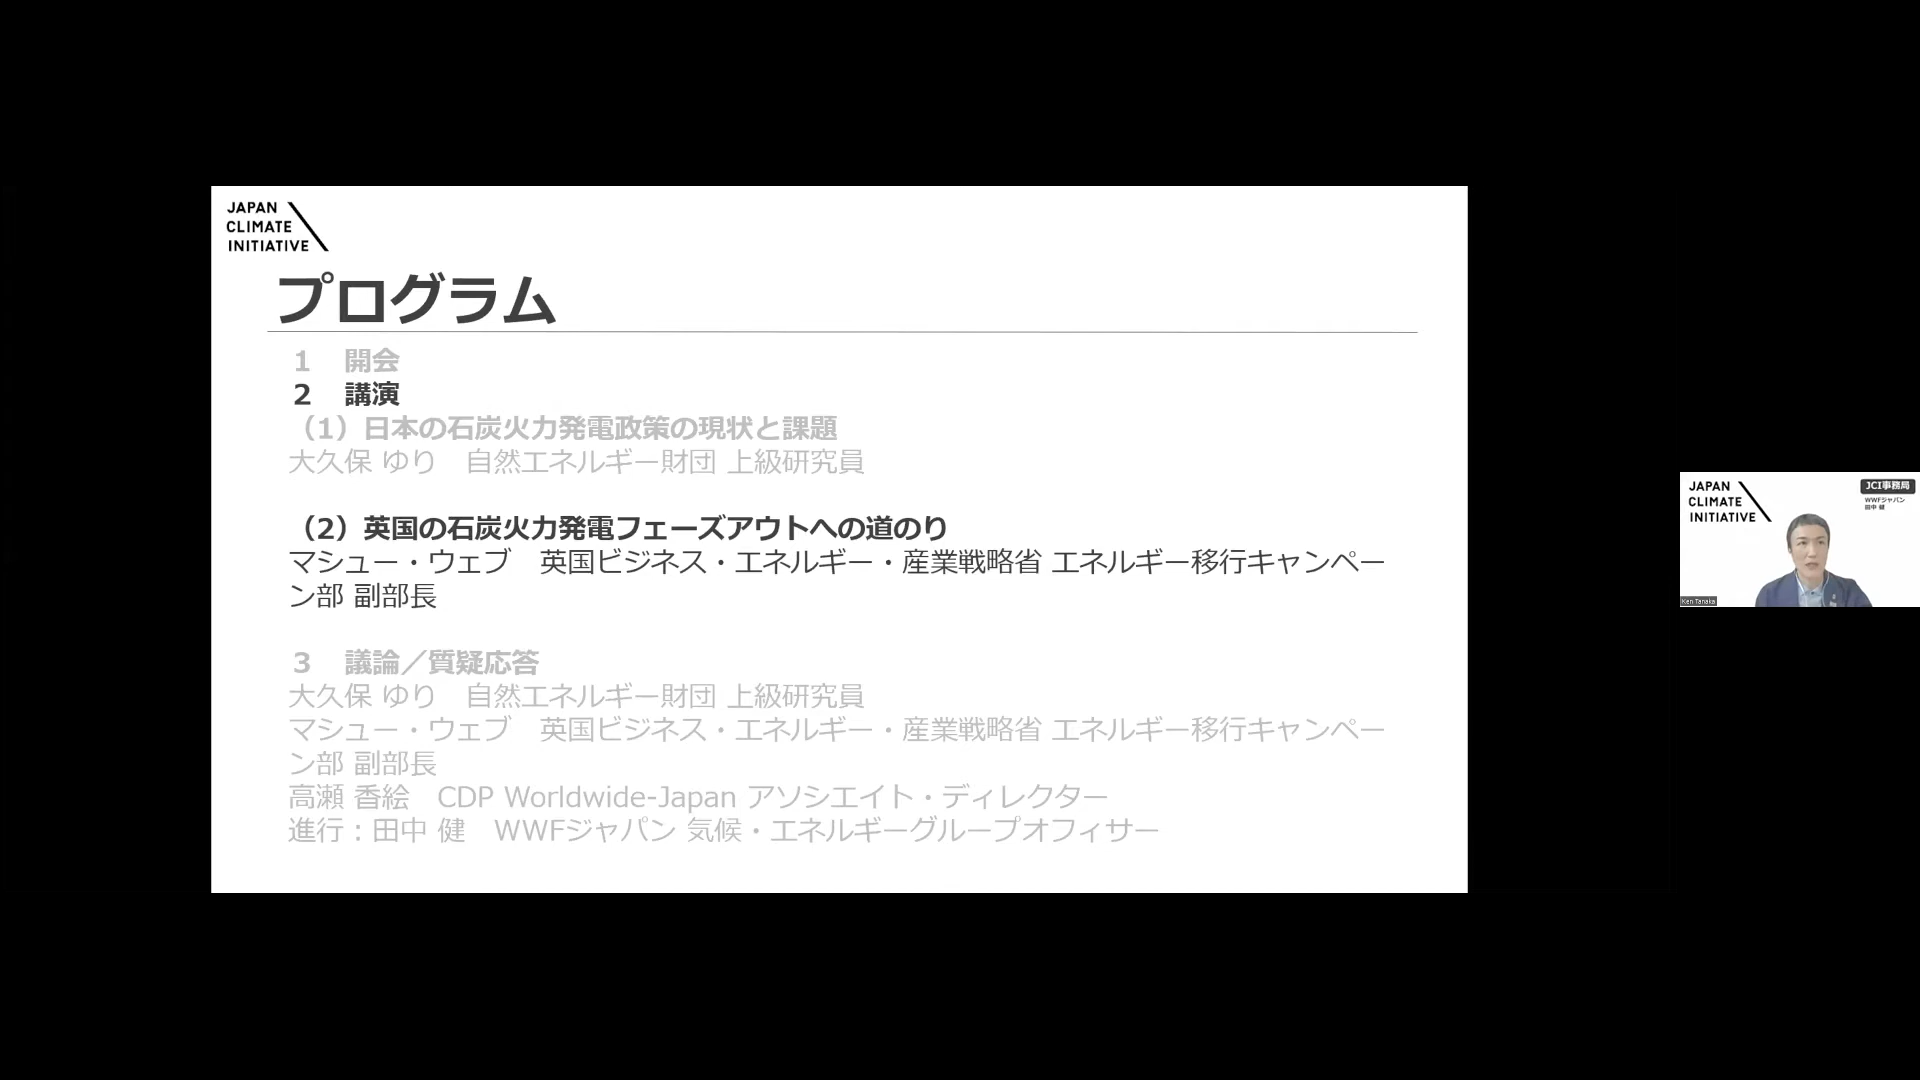 JAPAN
CLIMATE
INITIATIVE
プログラム
1 開会
2 講演
（1）日本の石炭火力発電政策の現状と課題
大久保 ゆり 自然エネルギー財団 上級研究員
（2）英国の石炭火力発電フェーズアウトへの道のり
マシュー・ウェブ 英国ビジネス・エネルギー・産業戦略省 エネルギー移行キャンペー
ン部 副部長
3 議論／質疑応答
大久保 ゆり 自然エネルギー財団 上級研究員
マシュー・ウェブ 英国ビジネス・エネルギー・産業戦略省 エネルギー移行キャンペー
ン部 副部長
高瀬 香絵 CDP Worldwide-Japan アソシエイト・ディレクター
進行：田中 健 WWFジャパン 気候・エネルギーグループオフィサー
JAPAN
CLIMATE
INITIATIVE
JCI事務局
WWFジャパン
田中 健
Ken Tanaka